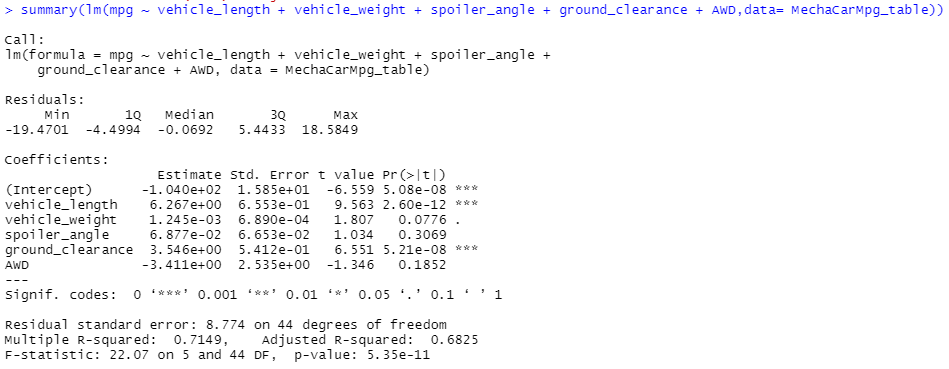 > summary(lm(mpg ~ vehicle_length + vehicle_weight + spoiler_angle + ground_clearance + AWD,data= MechaCarMpg_table))
Call:
lm(formula = mpg ~ vehicle_length + vehicle_weight + spoiler_angle +
    ground_clearance + AWD, data = MechaCarMpg_table)
Residuals:
     Min       1Q   Median       3Q      Max
-19.4701  -4.4994  -0.0692   5.4433  18.5849
Coefficients:
                   Estimate Std. Error t value Pr(>|t|)
(Intercept)      -1.040e+02  1.585e+01  -6.559 5.08e-08 ***
vehicle_length    6.267e+00  6.553e-01   9.563 2.60e-12 ***
vehicle_weight    1.245e-03  6.890e-04   1.807   0.0776 .
spoiler_angle     6.877e-02  6.653e-02   1.034   0.3069
ground_clearance  3.546e+00  5.412e-01   6.551 5.21e-08 ***
AWD              -3.411e+00  2.535e+00  -1.346   0.1852
---
Signif. codes:  0 ‘***’ 0.001 ‘**’ 0.01 ‘*’ 0.05 ‘.’ 0.1 ‘ ’ 1
Residual standard error: 8.774 on 44 degrees of freedom
Multiple R-squared:  0.7149,    Adjusted R-squared:  0.6825
F-statistic: 22.07 on 5 and 44 DF,  p-value: 5.35e-11